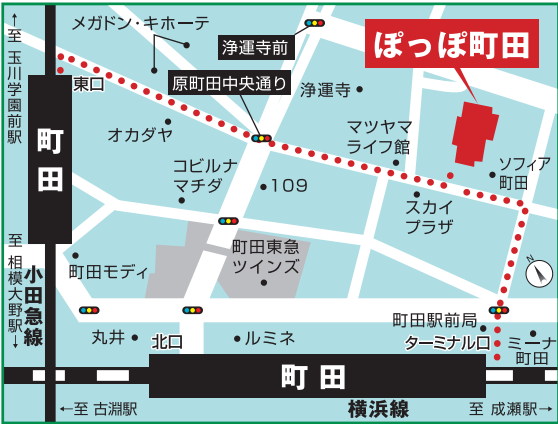 ↑至 玉川学園前駅
メガドン・キホーテ
浄運寺前
ぽっぽ町田
東口
原町田中央通り
浄運寺
町田
オカダヤ
マツヤマ
ライフ館
コビルナ
マチダ
109
ソフィア
町田
スカイ
プラザ
町田東急
ツインズ
町田モディ
至 相模大野駅↓
小田急線
N
丸井
北口
ルミネ
町田駅前局
ターミナル口
ミーナ
町田
町田
←至 古淵駅
横浜線
至 成瀬駅→